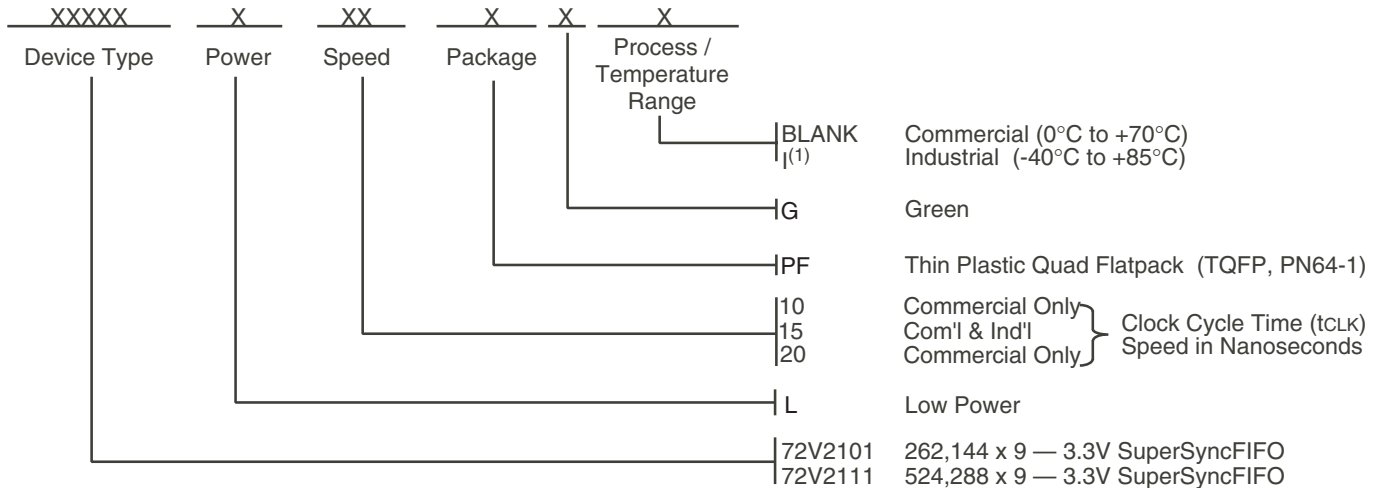 XXXXX X XX X X X
Device Type Power Speed Package Process /
Temperature
Range
BLANK Commercial (0°C to +70°C)
I(1) Industrial (-40°C to +85°C)
G Green
PF Thin Plastic Quad Flatpack (TQFP, PN64-1)
10 Commercial Only
15 Com'l & Ind'l
20 Commercial Only
Clock Cycle Time (tCLK)
Speed in Nanoseconds
L Low Power
72V2101 262,144 x 9 — 3.3V SuperSyncFIFO
72V2111 524,288 x 9 — 3.3V SuperSyncFIFO